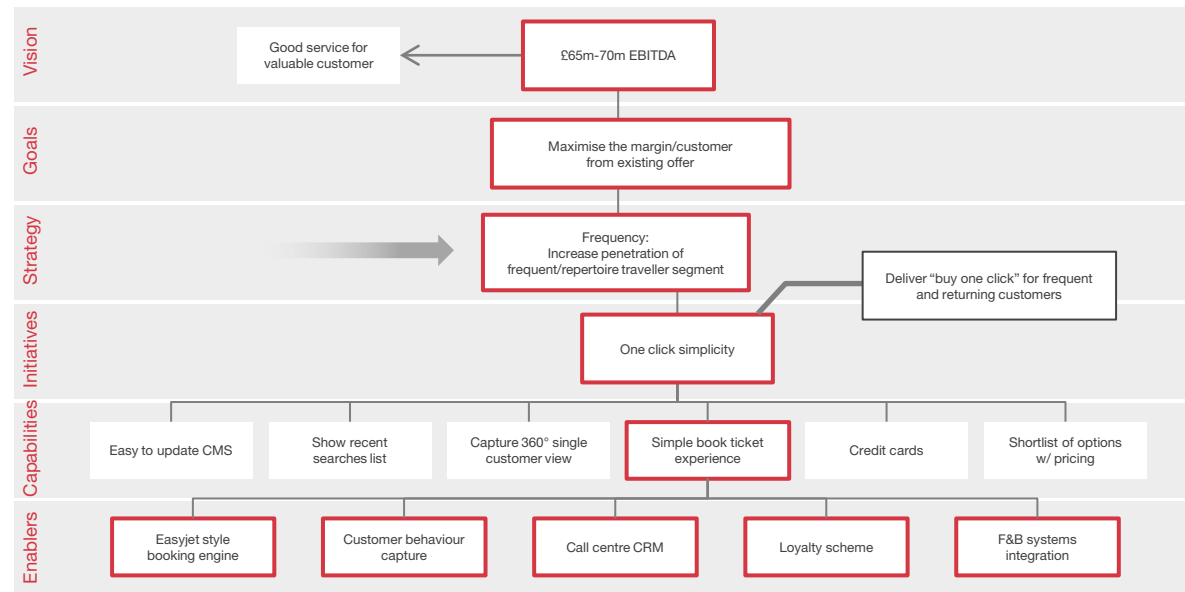 Vision
Good service for
valuable customer
£65m-70m EBITDA
Goals
Maximise the margin/customer
from existing offer
Strategy
Frequency:
Increase penetration of
frequent/repertoire traveller segment
Deliver “buy one click” for frequent
and returning customers
Initiatives
One click simplicity
Capabilities
Easy to update CMS
Show recent
searches list
Capture 360° single
customer view
Simple book ticket
experience
Credit cards
Shortlist of options
w/ pricing
Enablers
Easyjet style
booking engine
Customer behaviour
capture
Call centre CRM
Loyalty scheme
F&B systems
integration